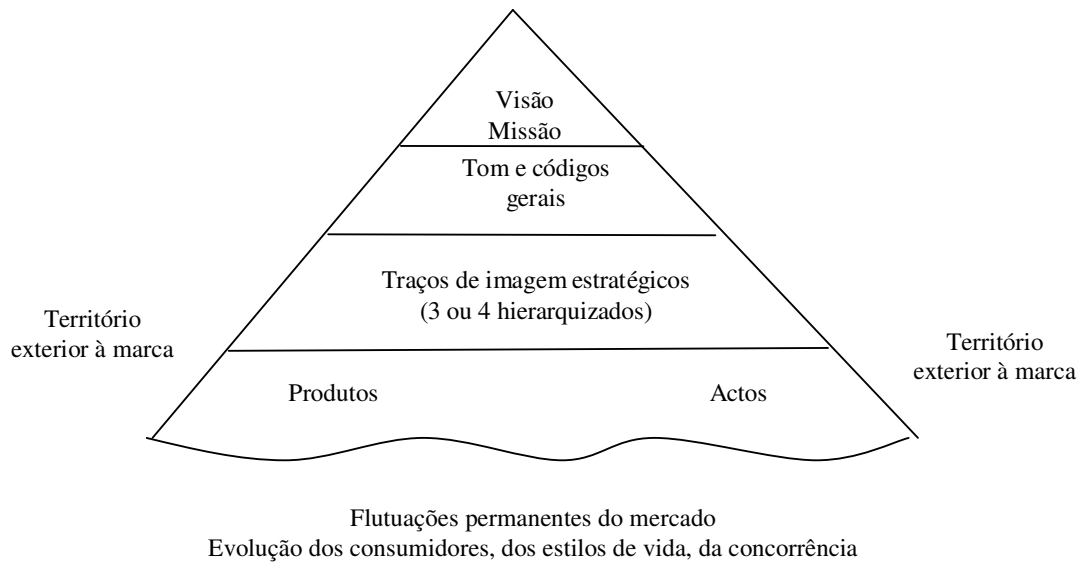 Visão
Missão
Tom e códigos
gerais
Traços de imagem estratégicos
(3 ou 4 hierarquizados)
Território
exterior à marca
Território
exterior à marca
Produtos
Actos
Flutuações permanentes do mercado
Evolução dos consumidores, dos estilos de vida, da concorrência